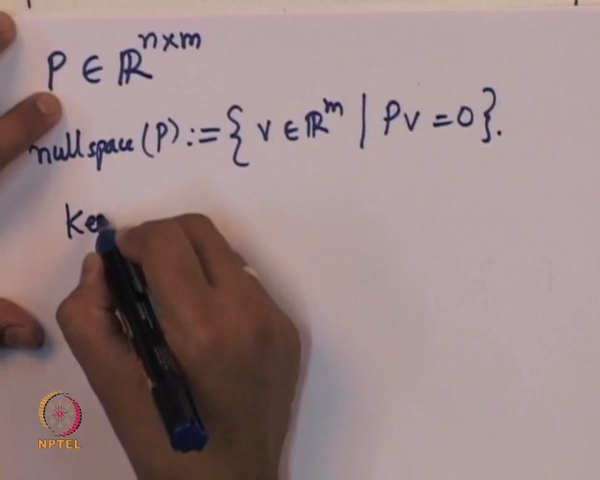 P ∈ ℝ^{n×m}
nullspace(P) := { v ∈ ℝ^m | Pv = 0 }.
Ke
NPTEL